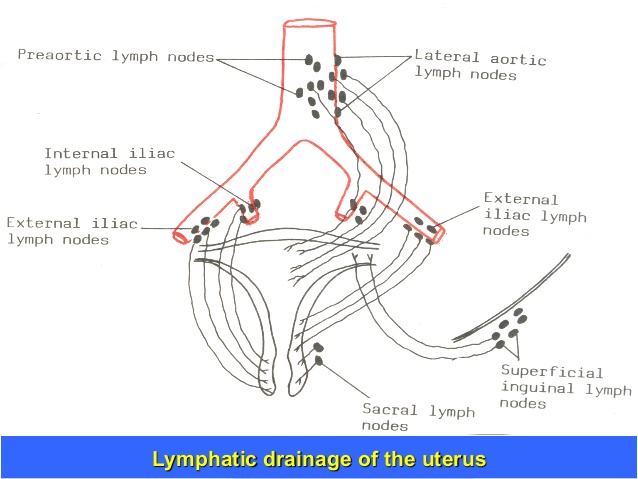 Preaortic lymph nodes
Lateral aortic
lymph nodes
Internal iliac
lymph nodes
External iliac
lymph nodes
External
iliac lymph
nodes
Superficial
inguinal lymph
nodes
Sacral lymph
nodes
Lymphatic drainage of the uterus